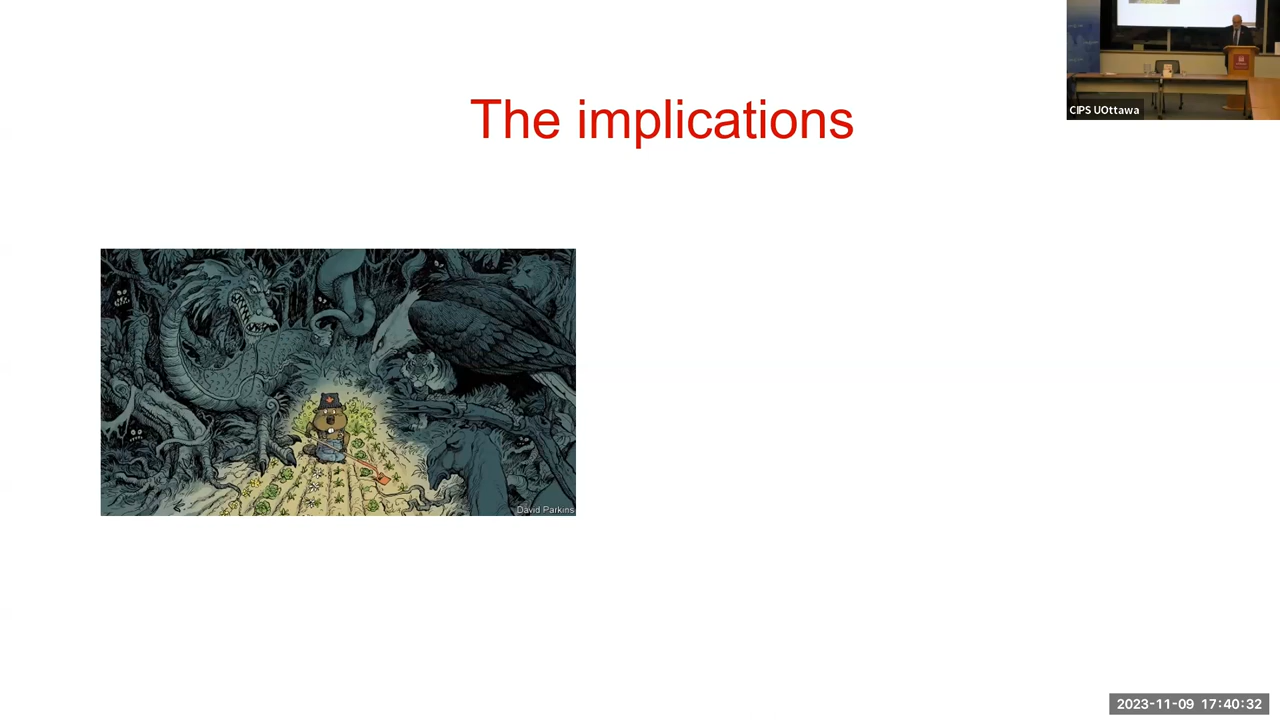 The implications
CIPS UOttawa
David Parkins
2023-11-09 17:40:32